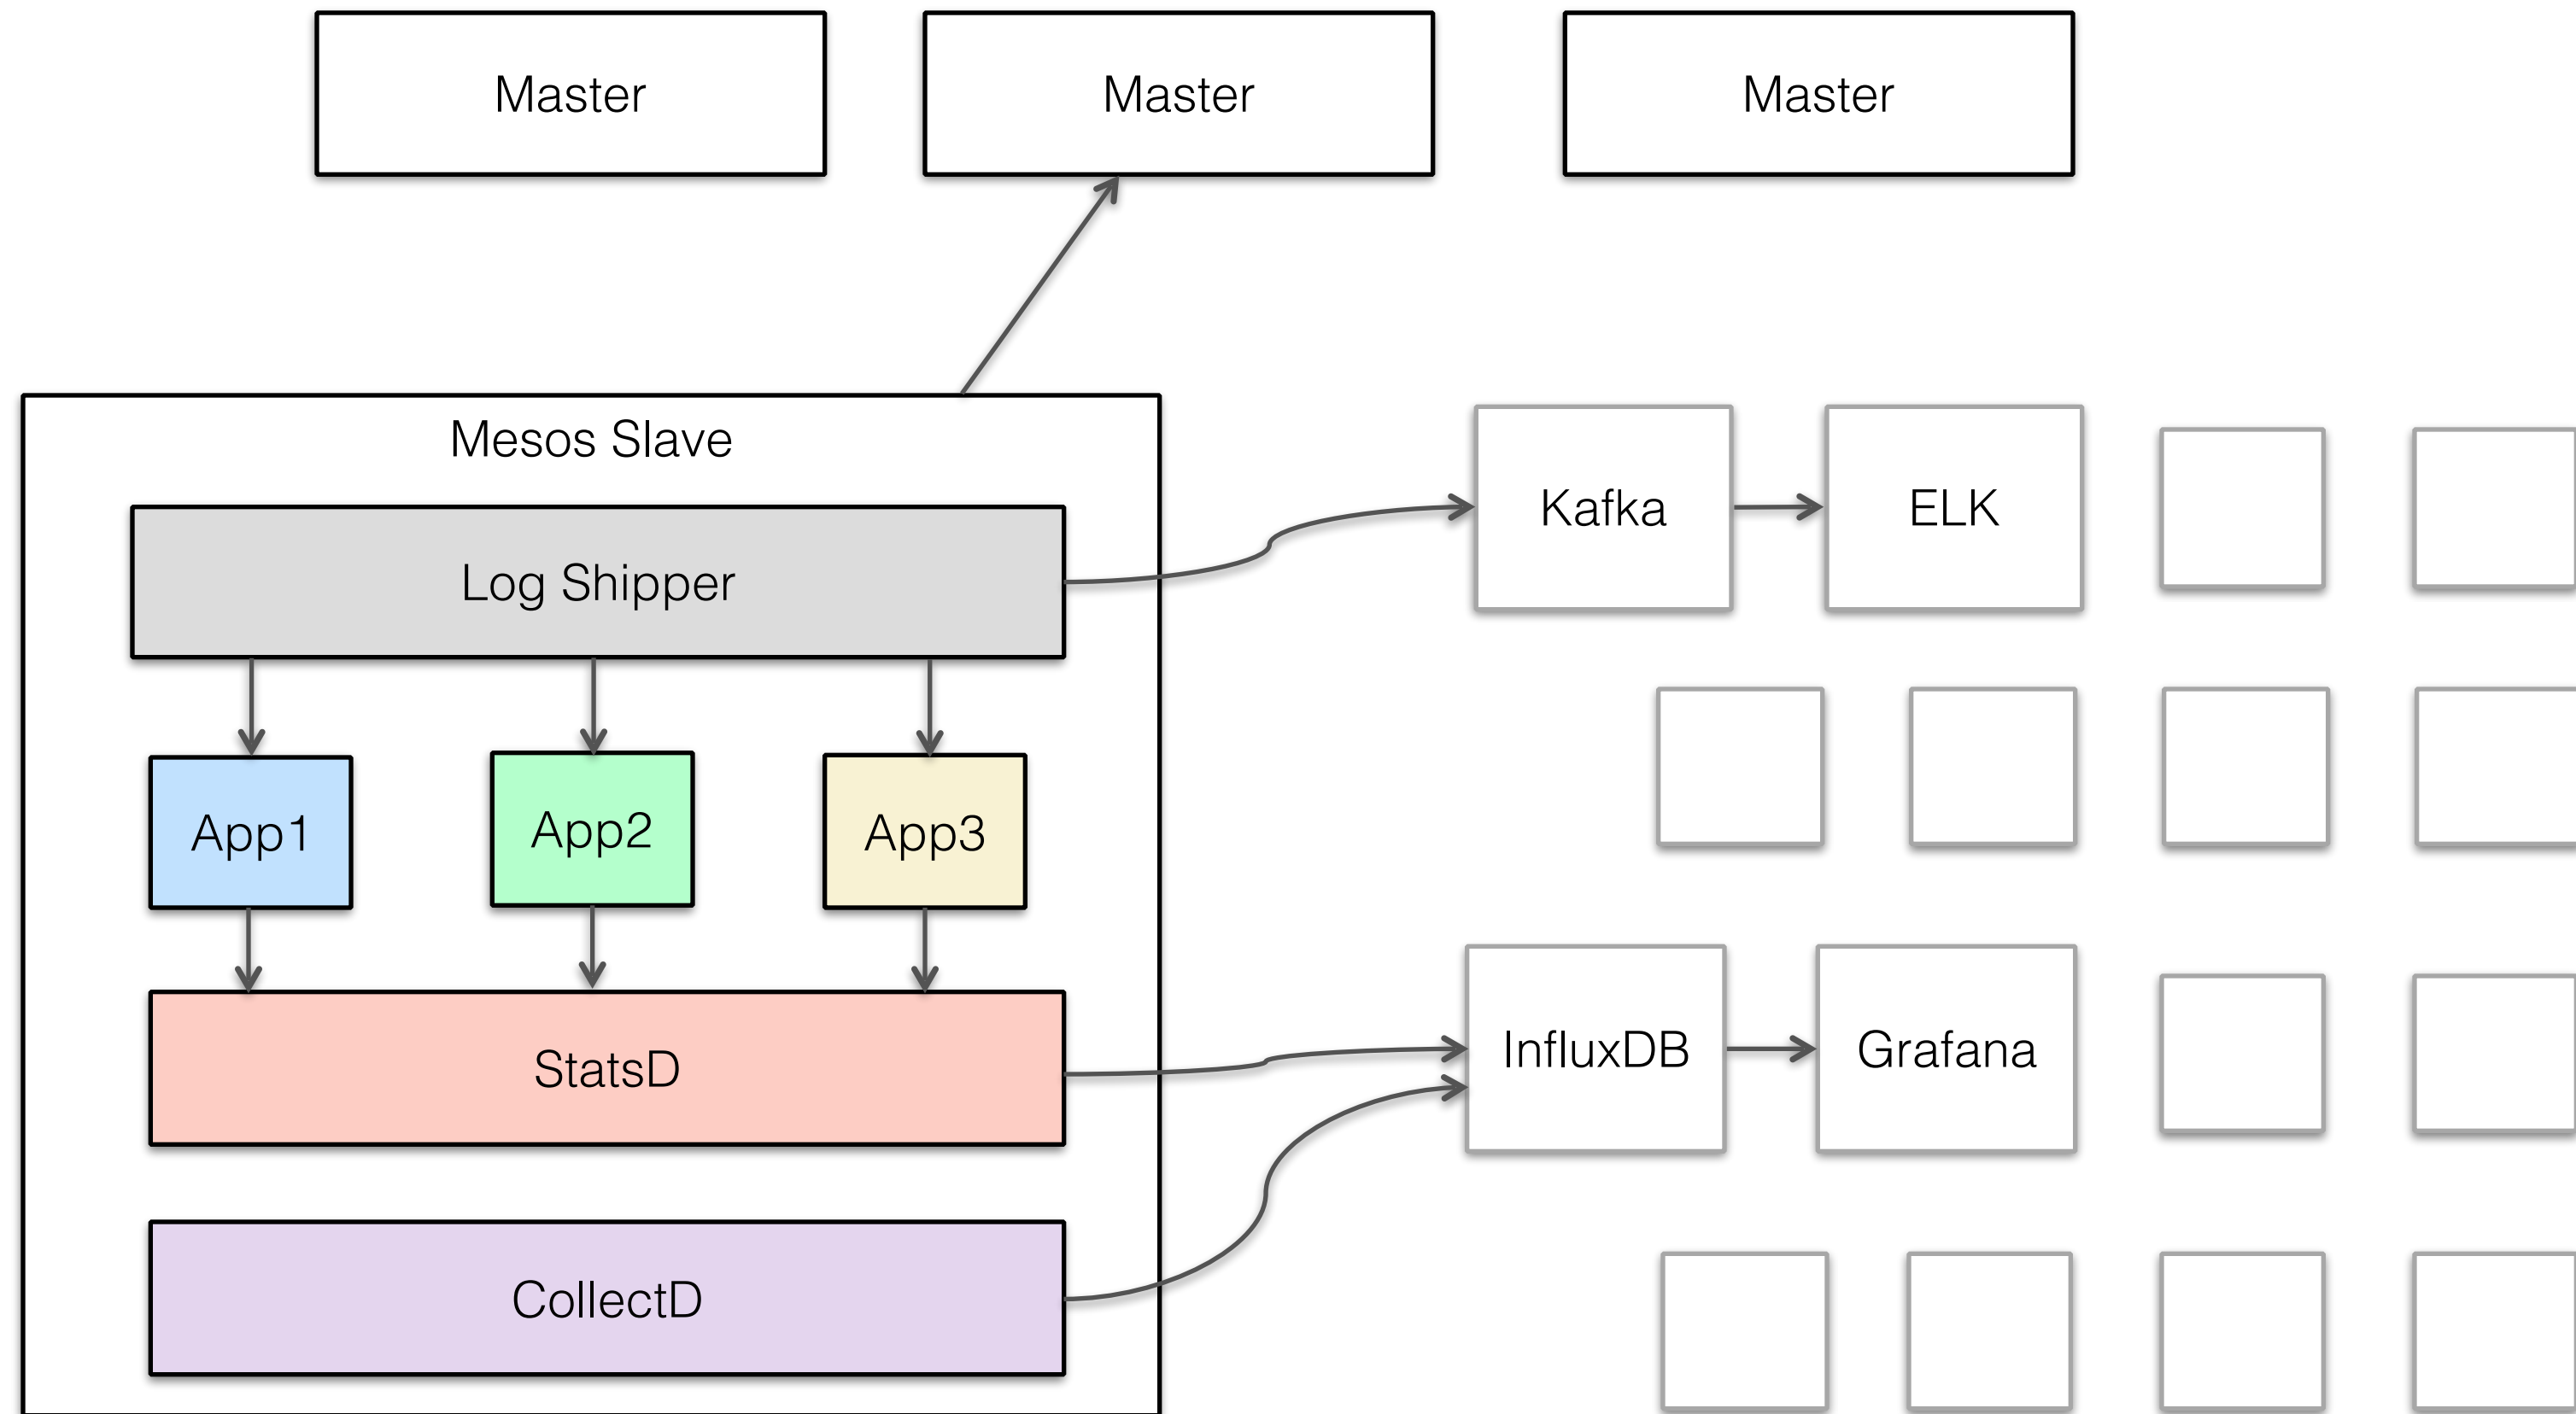 Master
Master
Master
Mesos Slave
Log Shipper
Kafka
ELK
App1
App2
App3
StatsD
InfluxDB
Grafana
CollectD